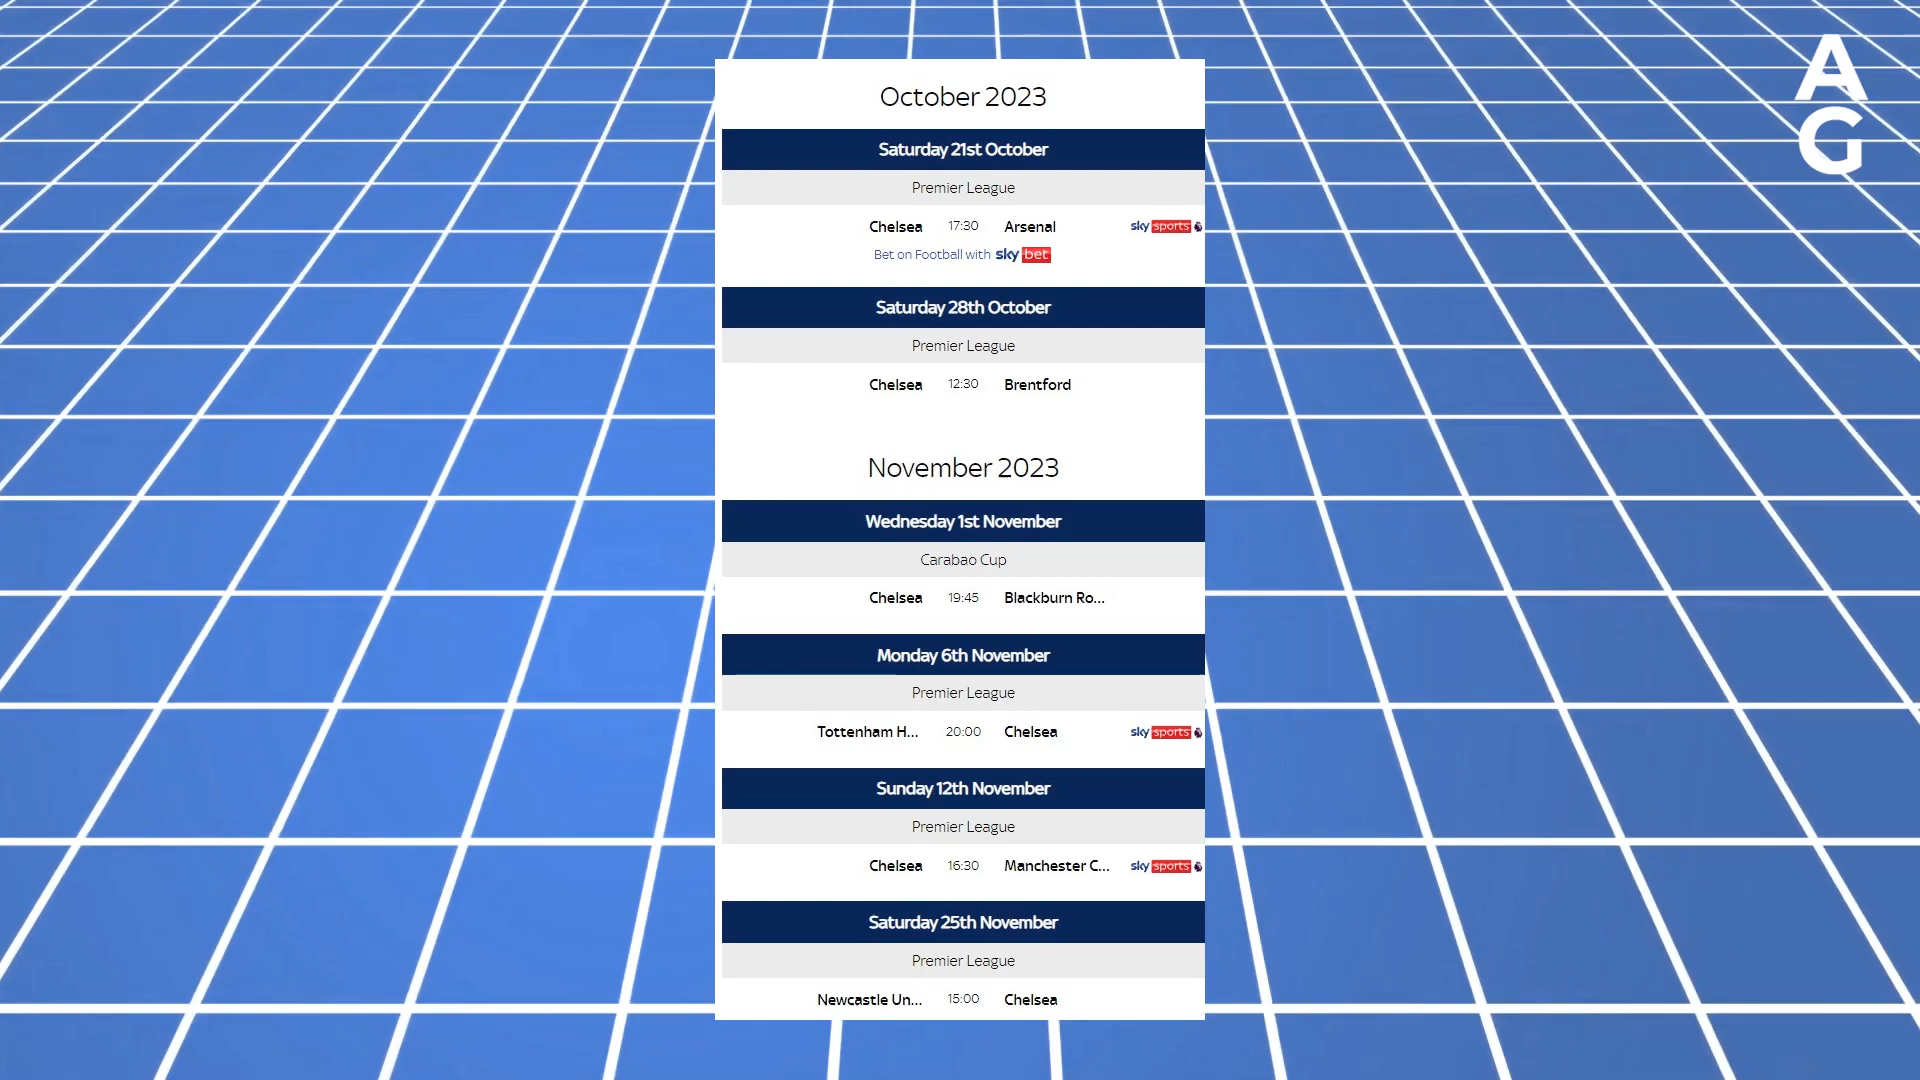 A
G
October 2023
Saturday 21st October
Premier League
Chelsea 17:30 Arsenal sky sports
Bet on Football with sky bet
Saturday 28th October
Premier League
Chelsea 12:30 Brentford
November 2023
Wednesday 1st November
Carabao Cup
Chelsea 19:45 Blackburn Ro...
Monday 6th November
Premier League
Tottenham H... 20:00 Chelsea sky sports
Sunday 12th November
Premier League
Chelsea 16:30 Manchester C... sky sports
Saturday 25th November
Premier League
Newcastle Un... 15:00 Chelsea